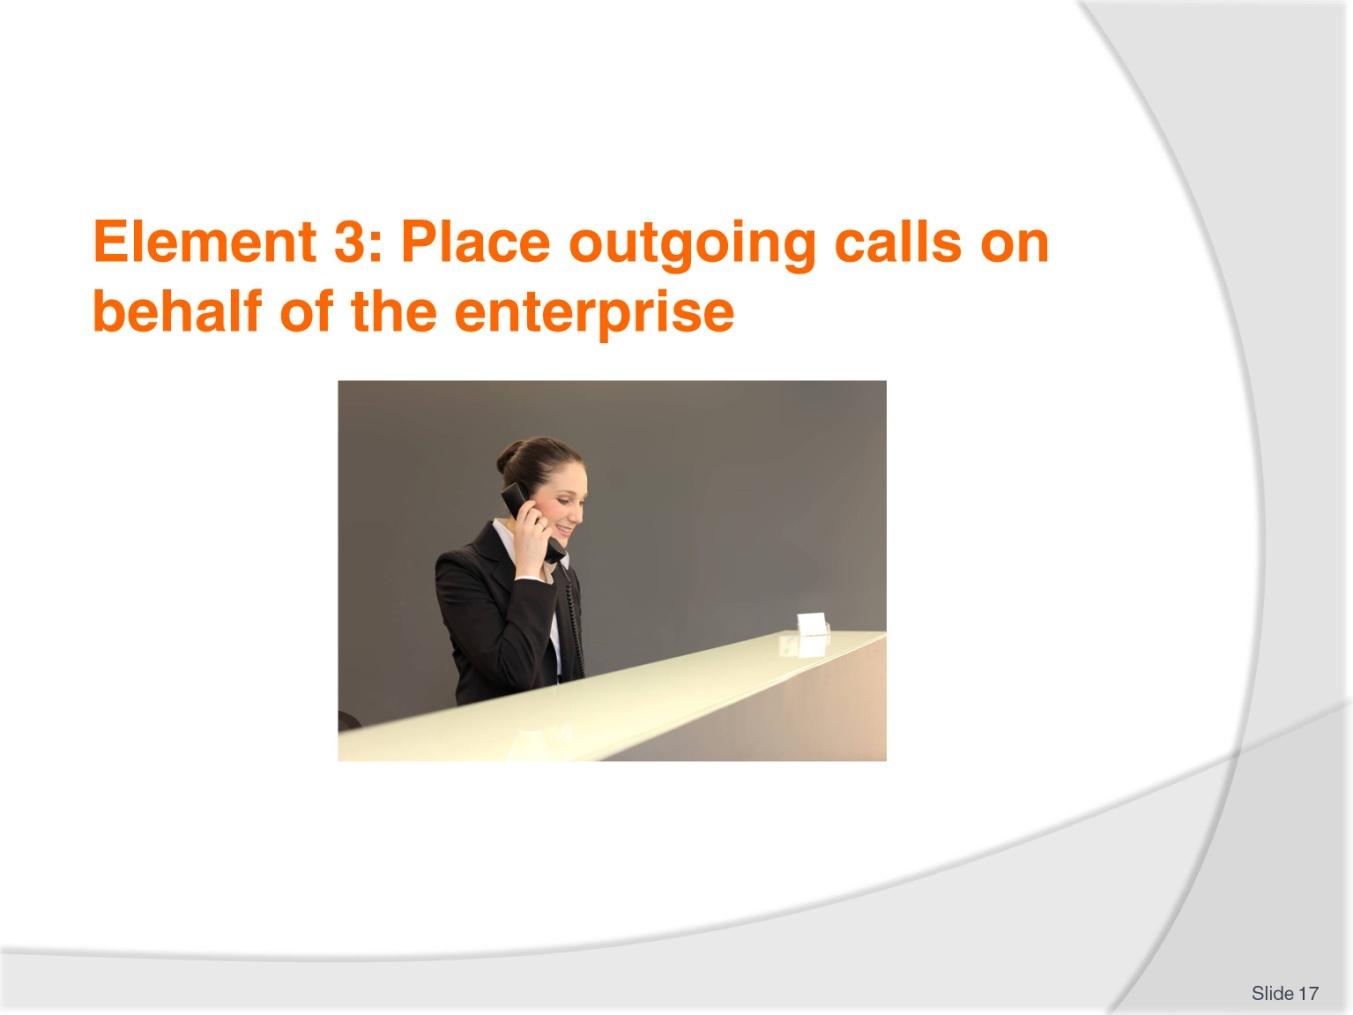 Element 3: Place outgoing calls on
behalf of the enterprise
Slide 17